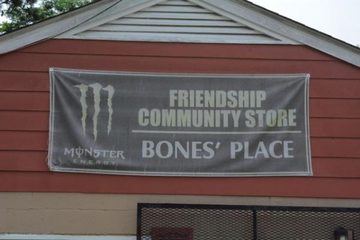 FRIENDSHIP
COMMUNITY STORE
BONES' PLACE
MONSTER
ENERGY